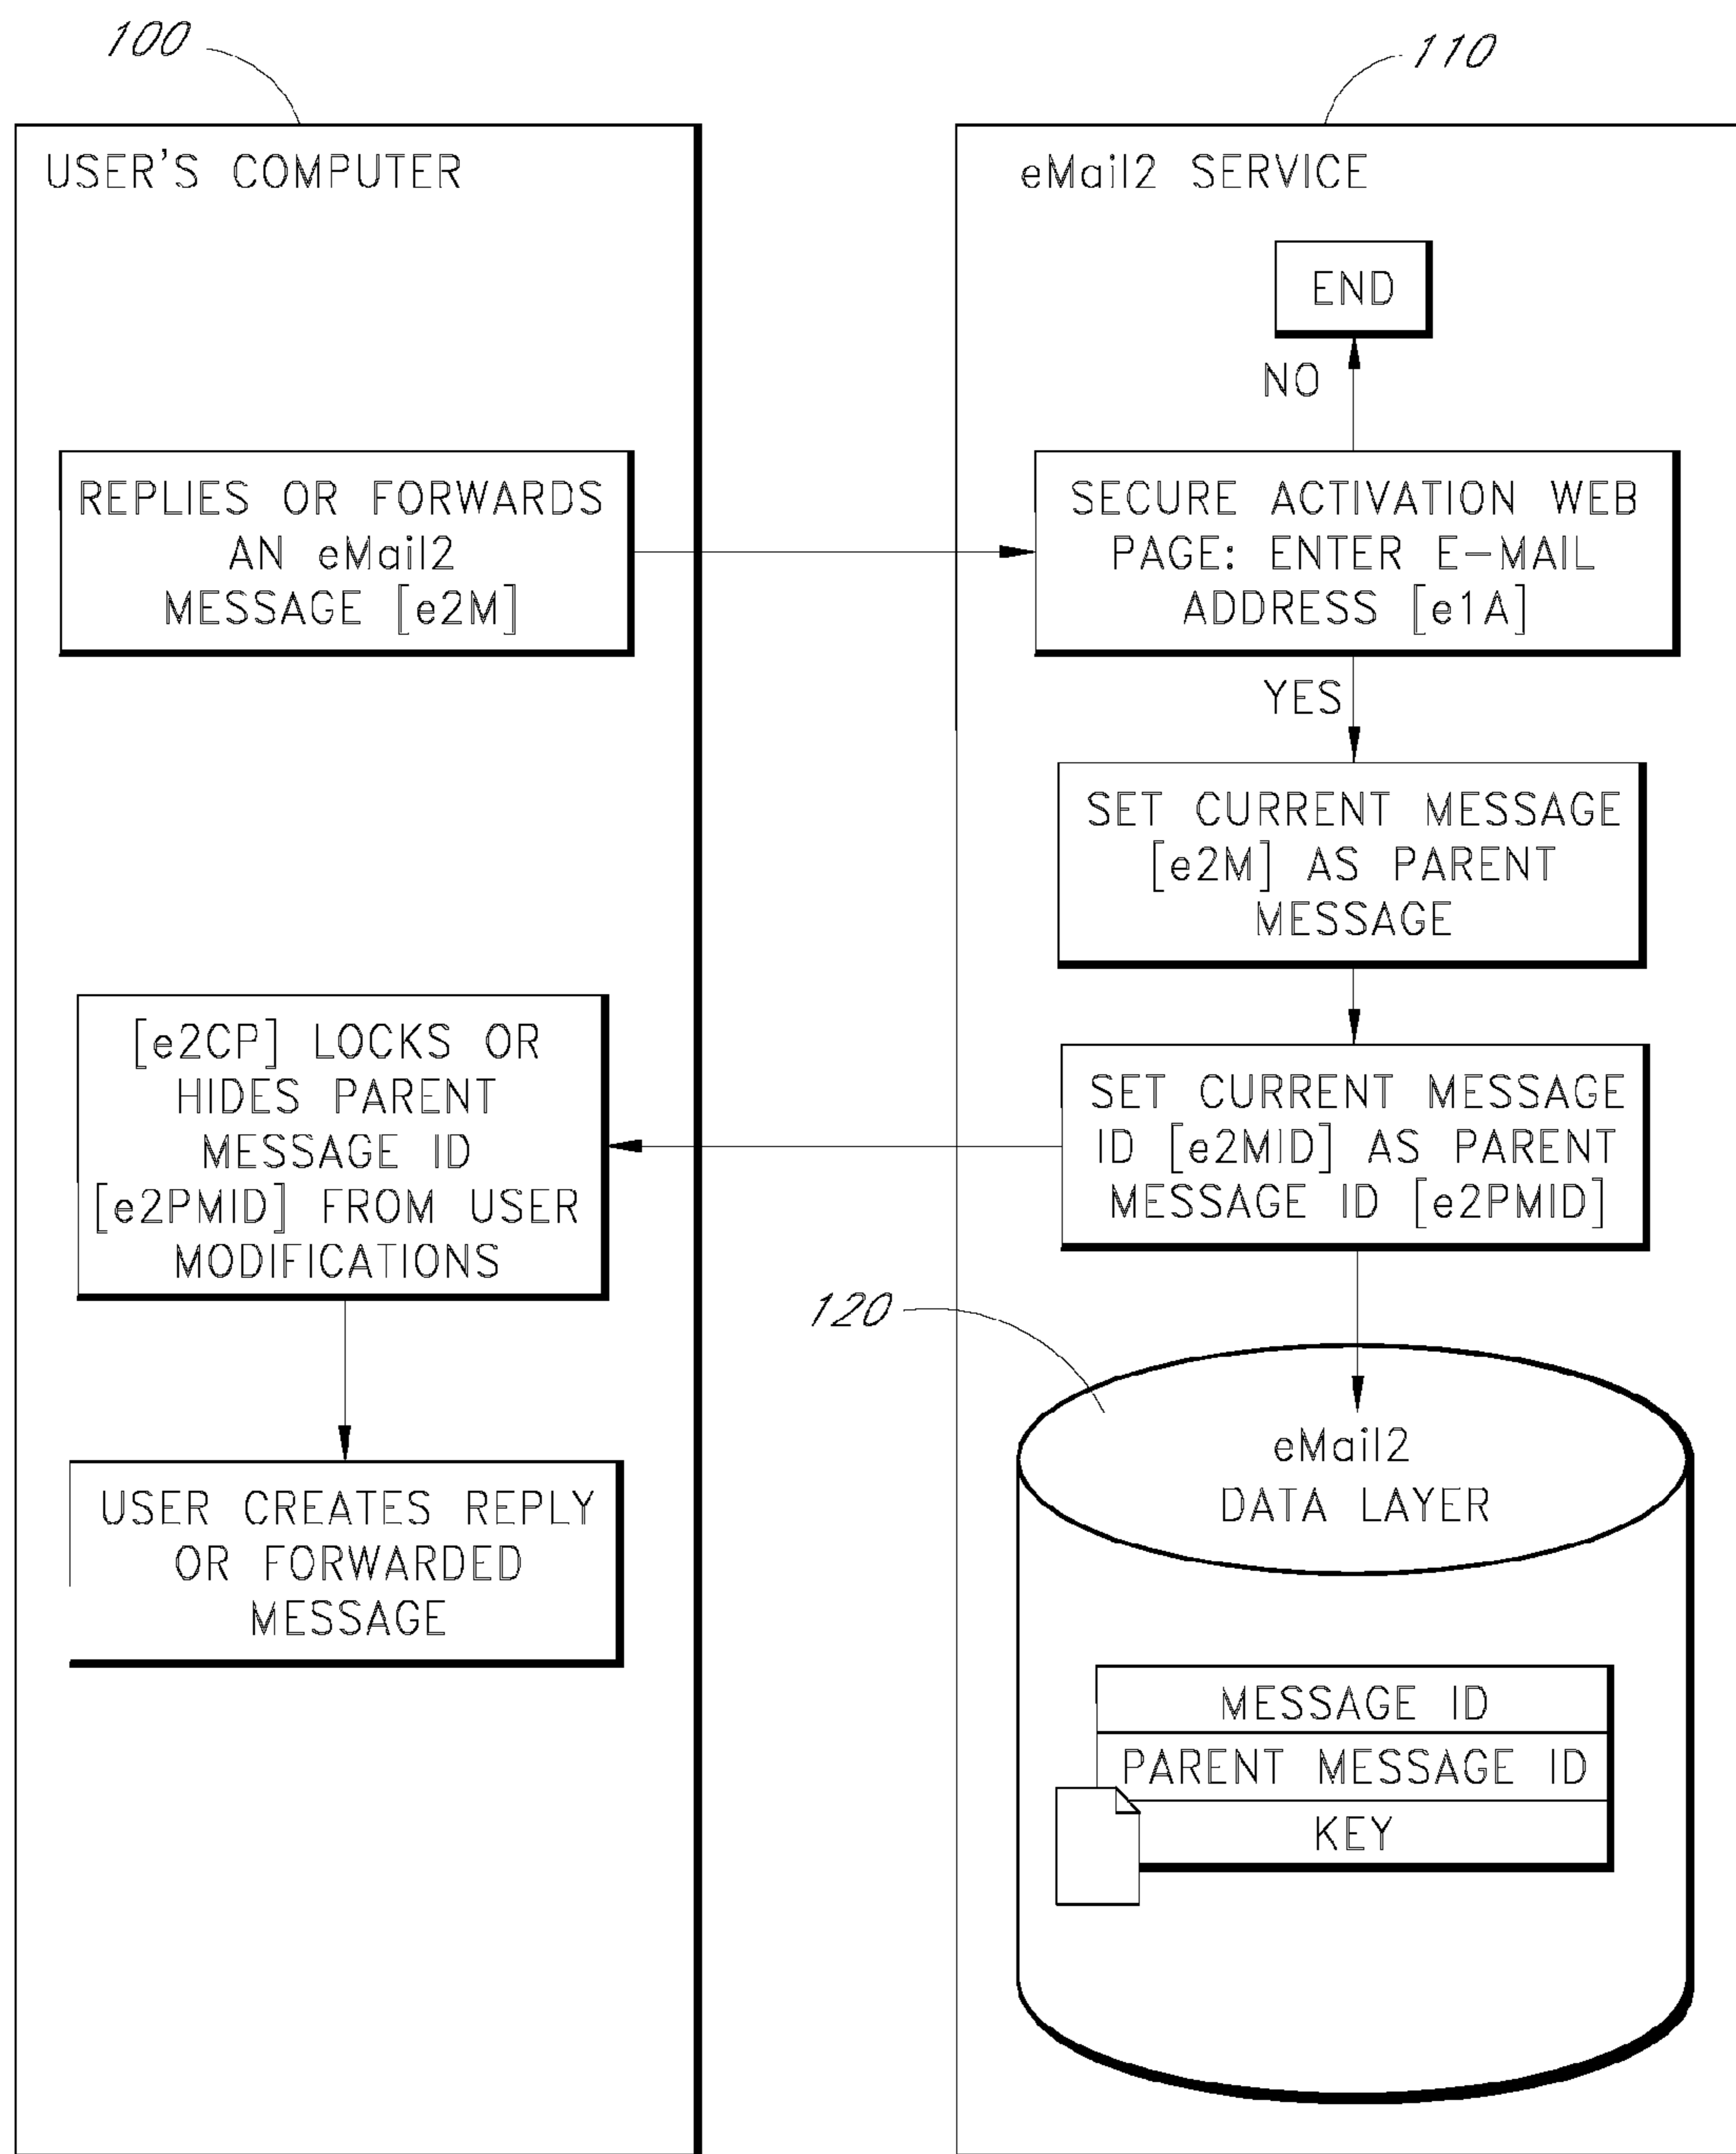 100
110
USER'S COMPUTER
eMail2 SERVICE
END
NO
REPLIES OR FORWARDS
AN eMail2
MESSAGE [e2M]
SECURE ACTIVATION WEB
PAGE: ENTER E-MAIL
ADDRESS [e1A]
YES
SET CURRENT MESSAGE
[e2M] AS PARENT
MESSAGE
[e2CP] LOCKS OR
HIDES PARENT
MESSAGE ID
[e2PMID] FROM USER
MODIFICATIONS
SET CURRENT MESSAGE
ID [e2MID] AS PARENT
MESSAGE ID [e2PMID]
120
eMail2
DATA LAYER
USER CREATES REPLY
OR FORWARDED
MESSAGE
MESSAGE ID
PARENT MESSAGE ID
KEY